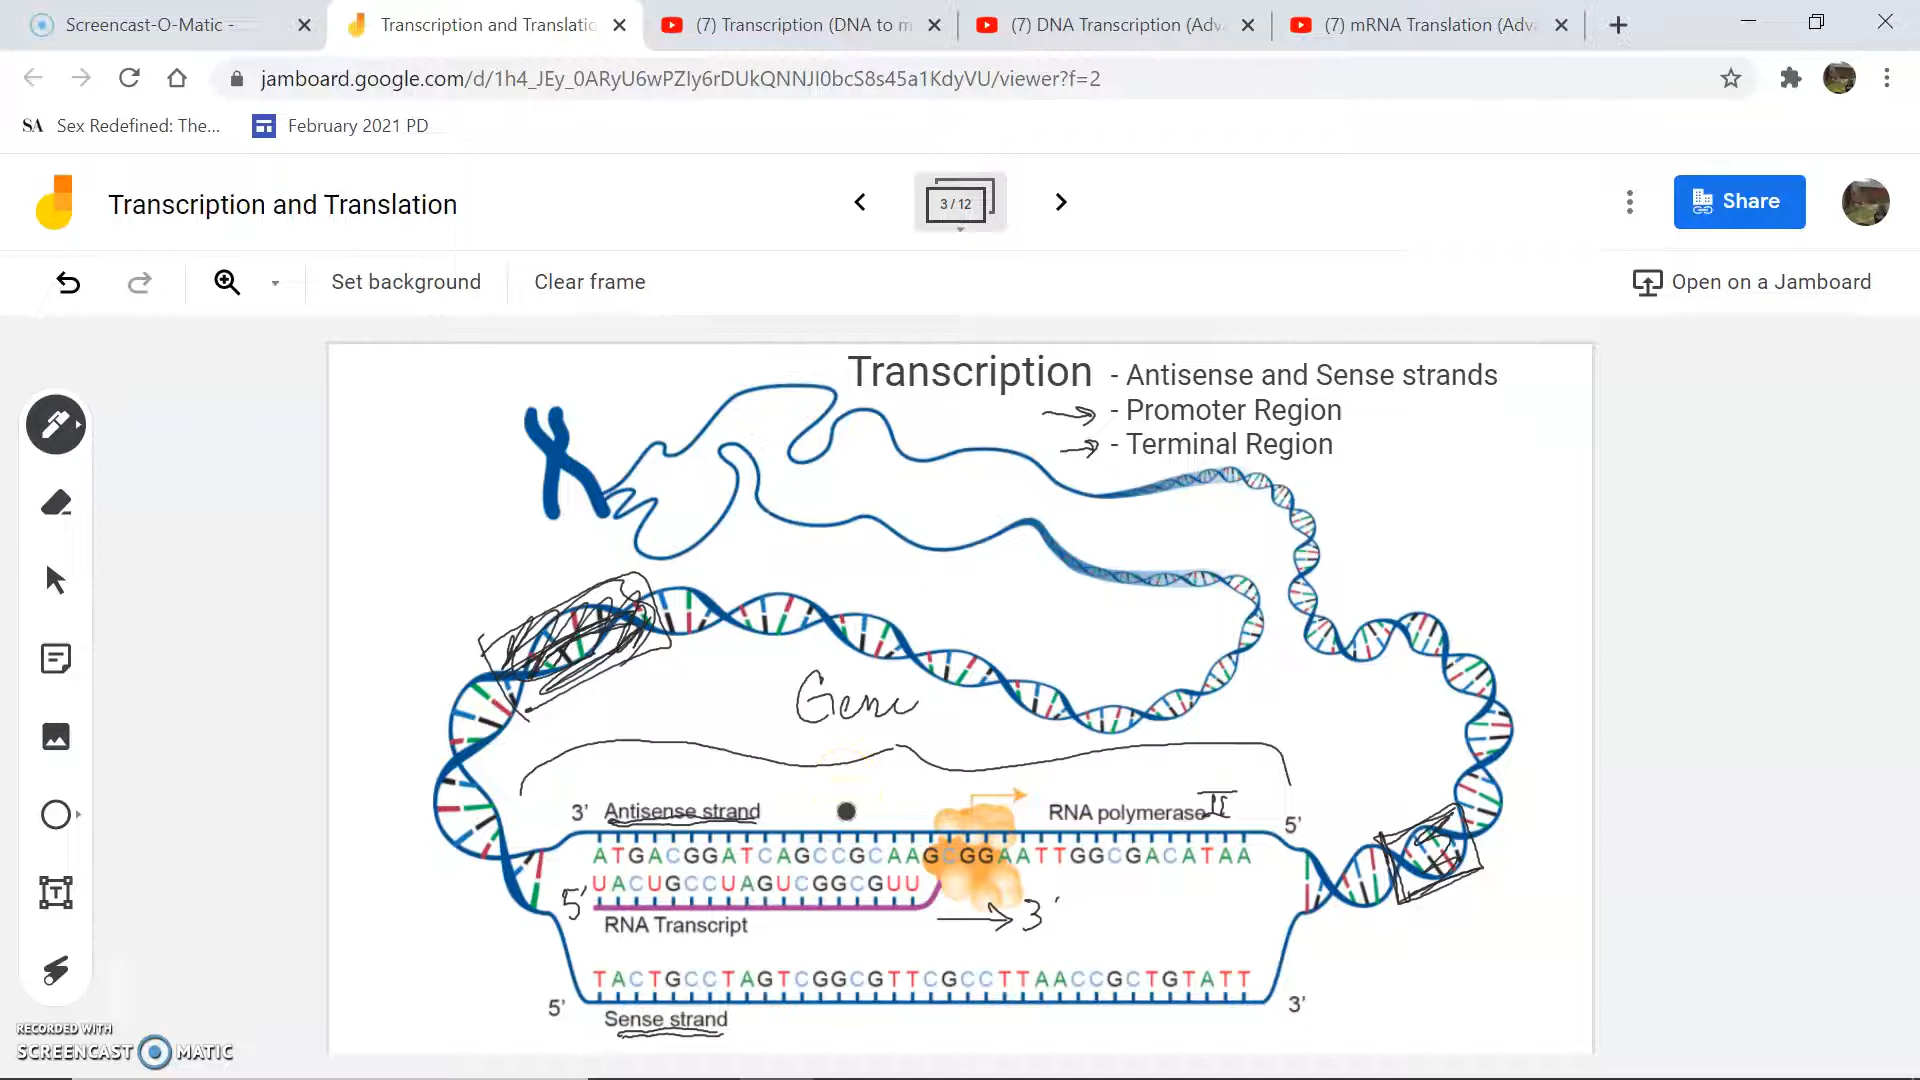 Screencast-O-Matic -
Transcription and Translatio
(7) Transcription (DNA to m
(7) DNA Transcription (Adv
(7) mRNA Translation (Adv
jamboard.google.com/d/1h4_JEy_0ARyU6wPZIy6rDUkQNNJI0bcS8s45a1KdyVU/viewer?f=2
SA Sex Redefined: The...
February 2021 PD
Transcription and Translation
3 / 12
Share
Set background
Clear frame
Open on a Jamboard
Transcription - Antisense and Sense strands
- Promoter Region
- Terminal Region
Gene
3' Antisense strand
RNA polymerase II
5'
ATGACGGATCAGCCGCAAGCGGAATTGGCGACATAA
5' UACUGCCUAGUCGGCGUU
RNA Transcript
3'
TACTGCCTAGTCGGCGTTCGCCTTAACCGCTGTATT
5'
3'
Sense strand
RECORDED WITH
SCREENCAST MATIC